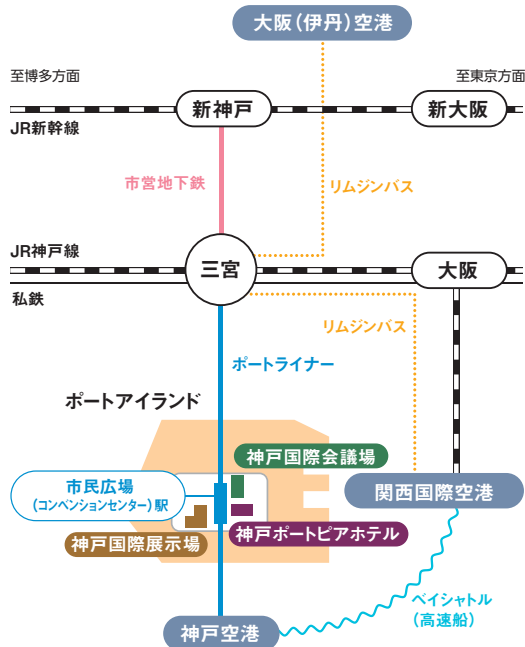 大阪(伊丹)空港
至博多方面
至東京方面
新神戸
新大阪
JR新幹線
市営地下鉄
リムジンバス
JR神戸線
三宮
大阪
私鉄
リムジンバス
ポートライナー
ポートアイランド
神戸国際会議場
市民広場
(コンベンションセンター)駅
関西国際空港
神戸ポートピアホテル
神戸国際展示場
ベイシャトル
(高速船)
神戸空港